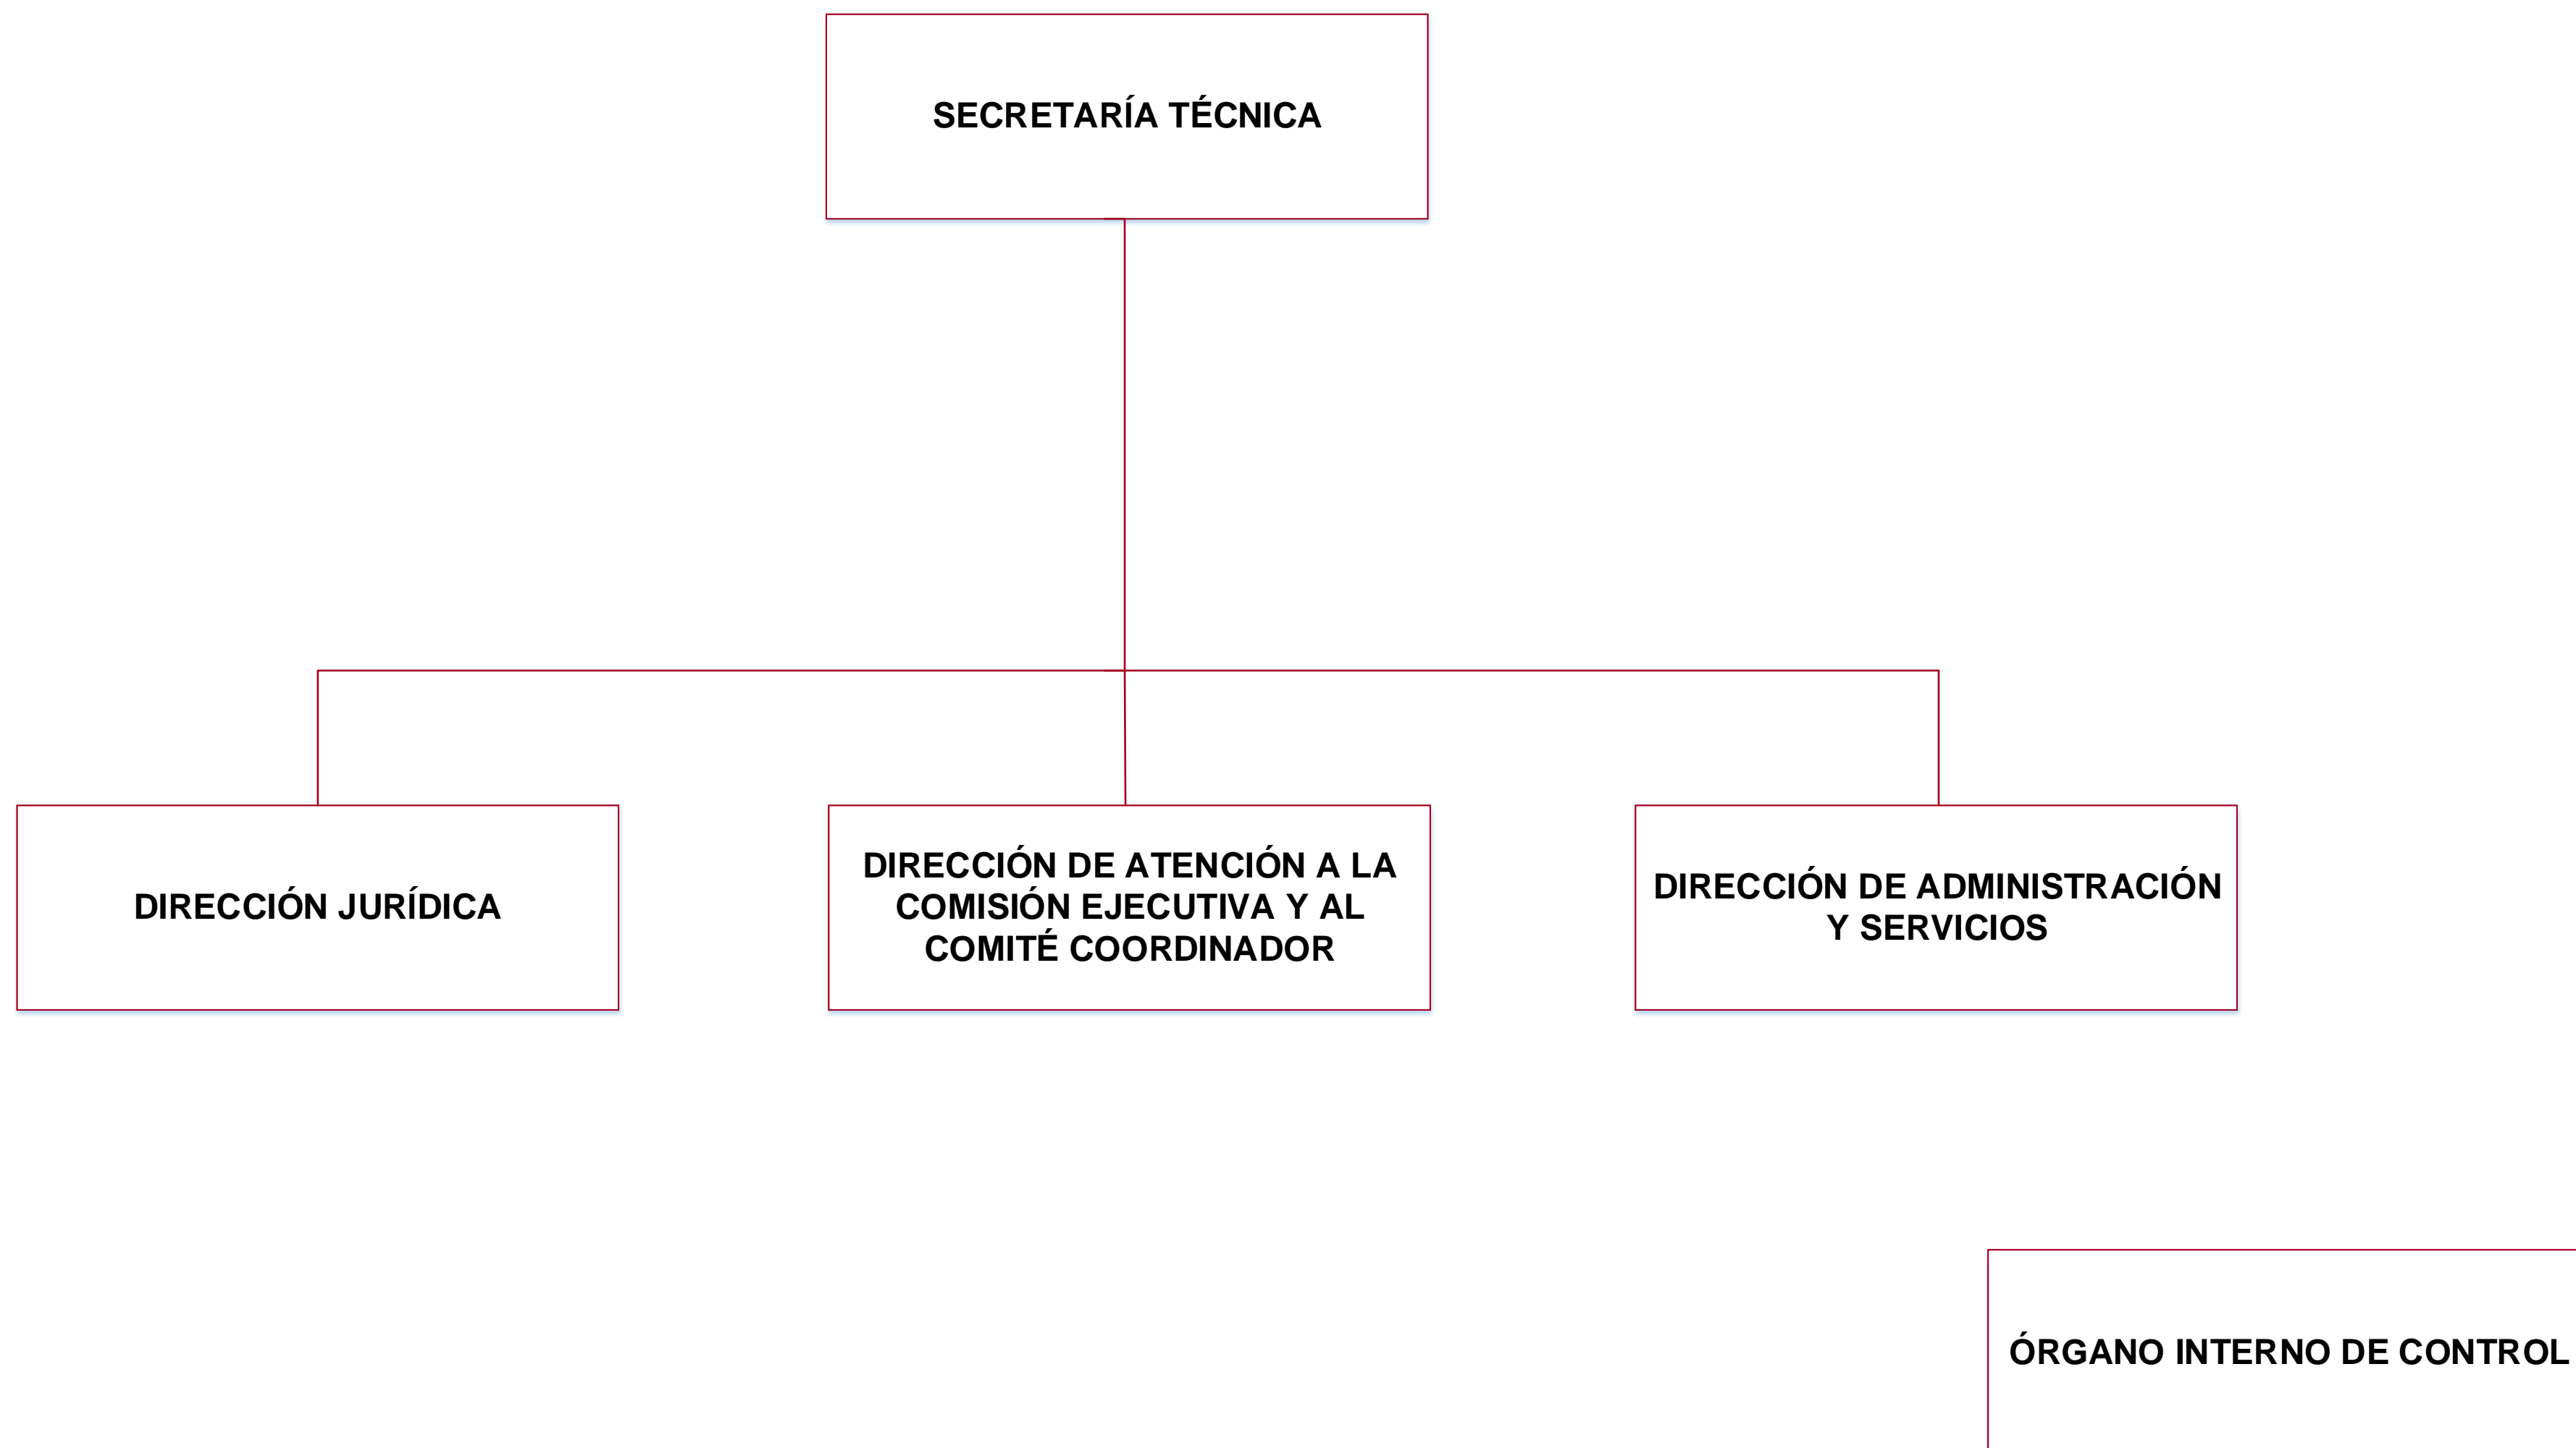 SECRETARÍA TÉCNICA
DIRECCIÓN JURÍDICA
DIRECCIÓN DE ATENCIÓN A LA
COMISIÓN EJECUTIVA Y AL
COMITÉ COORDINADOR
DIRECCIÓN DE ADMINISTRACIÓN
Y SERVICIOS
ÓRGANO INTERNO DE CONTROL